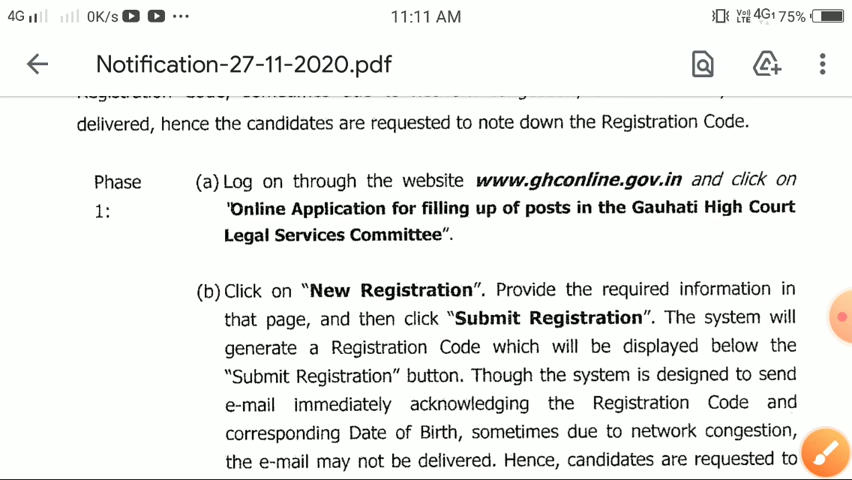 4G 0K/s ••• 11:11 AM VoLTE 4G1 75%
Notification-27-11-2020.pdf
delivered, hence the candidates are requested to note down the Registration Code.
Phase 1:
(a) Log on through the website www.ghconline.gov.in and click on
"Online Application for filling up of posts in the Gauhati High Court
Legal Services Committee".
(b) Click on "New Registration". Provide the required information in
that page, and then click "Submit Registration". The system will
generate a Registration Code which will be displayed below the
"Submit Registration" button. Though the system is designed to send
e-mail immediately acknowledging the Registration Code and
corresponding Date of Birth, sometimes due to network congestion,
the e-mail may not be delivered. Hence, candidates are requested to